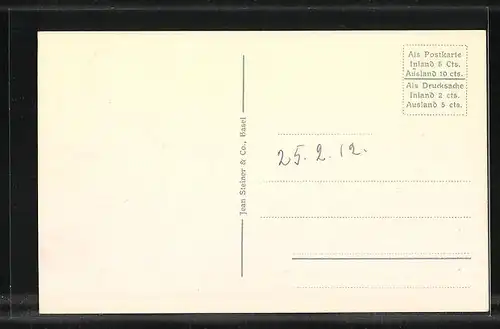 Als Postkarte
Inland 5 Cts.
Ausland 10 cts.
Als Drucksache
Inland 2 cts.
Ausland 5 cts.
Jean Steiner & Co., Basel
25. 2. 12.